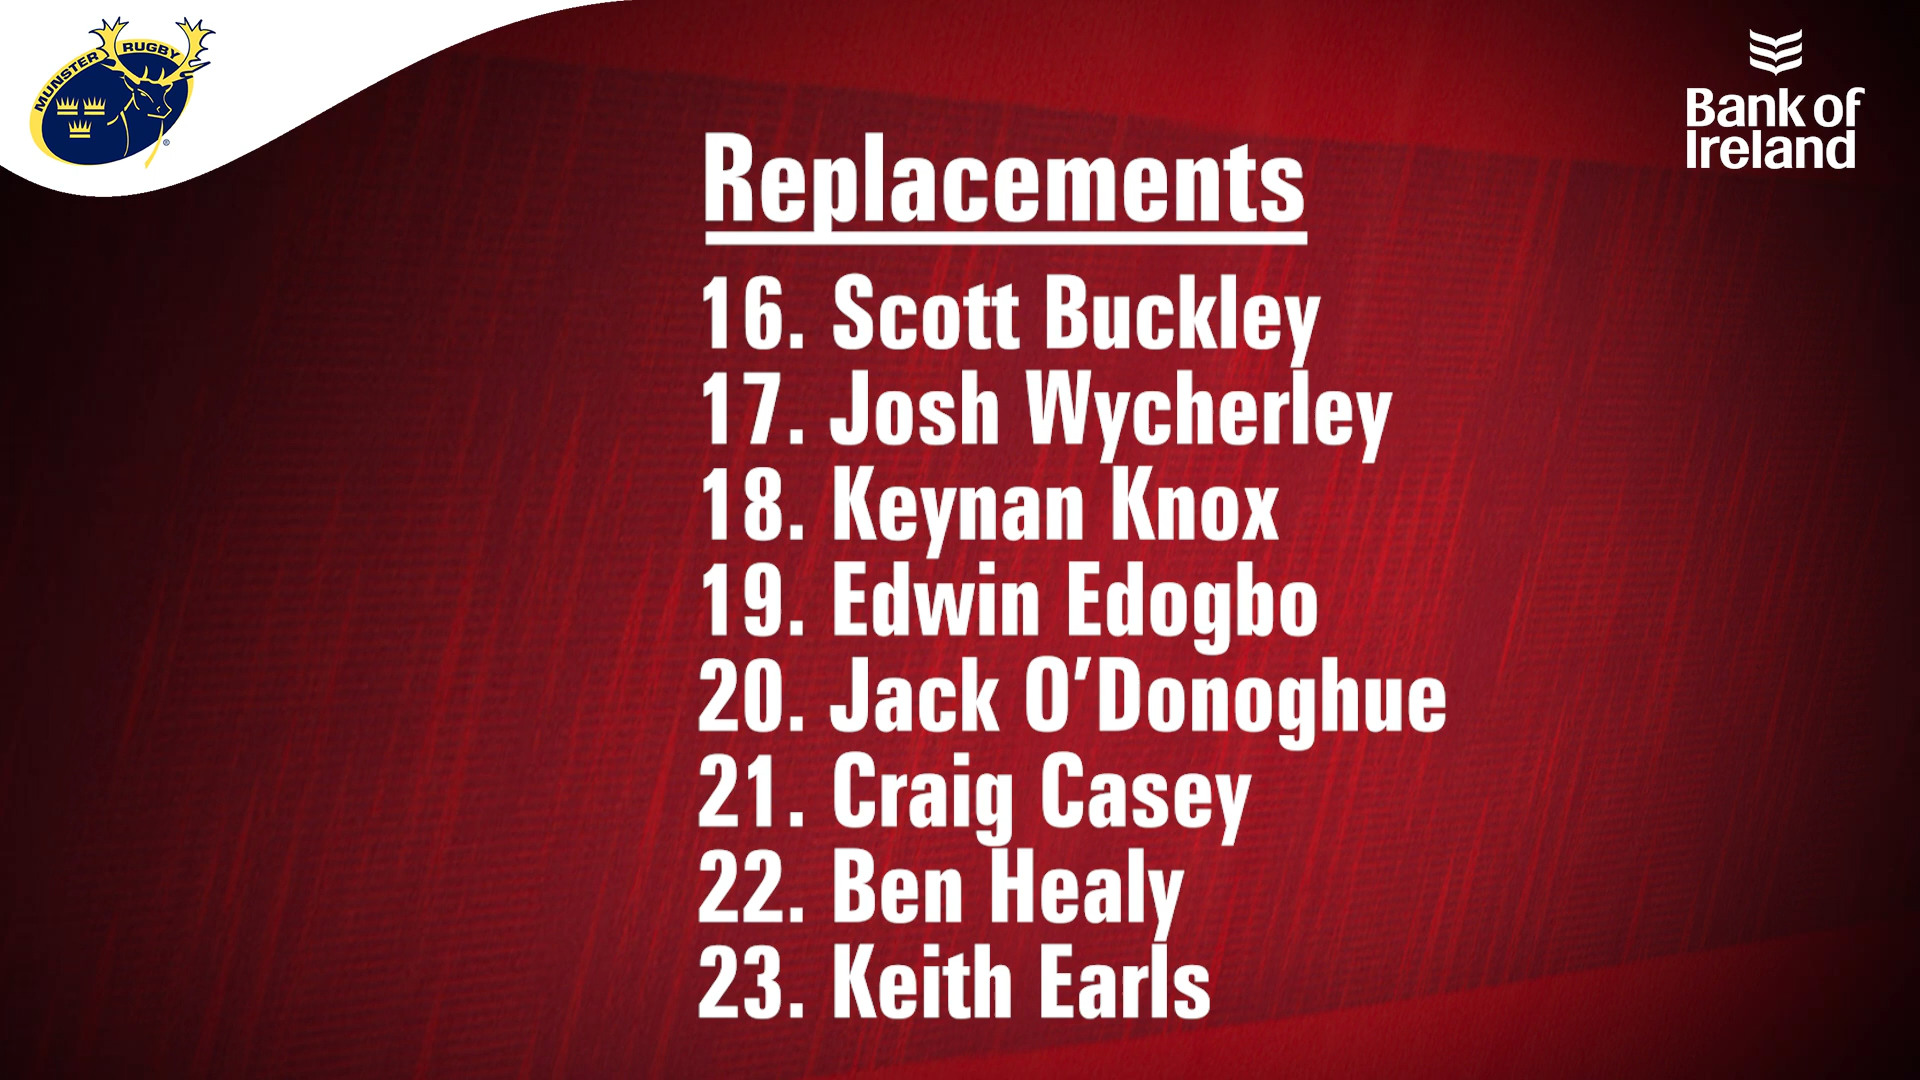 MUNSTER RUGBY
®
Bank of
Ireland
Replacements
16. Scott Buckley
17. Josh Wycherley
18. Keynan Knox
19. Edwin Edogbo
20. Jack O’Donoghue
21. Craig Casey
22. Ben Healy
23. Keith Earls